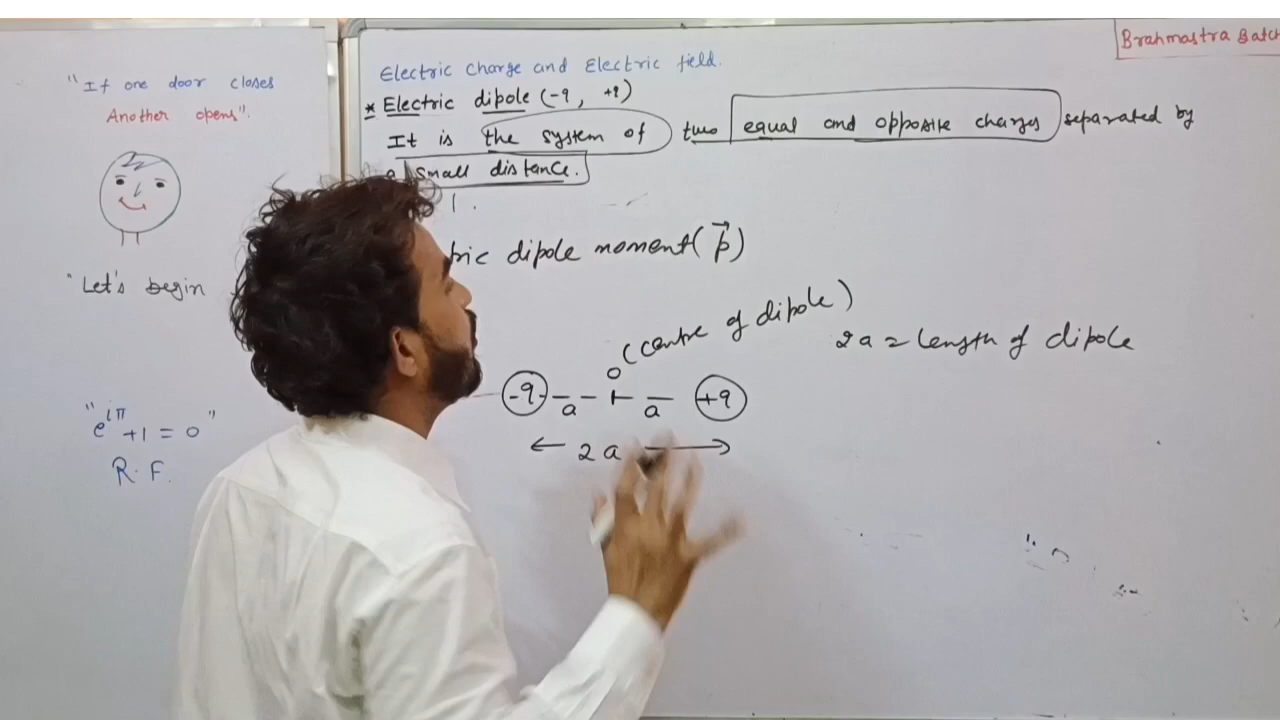 Brahmastra Batch
"If one door closes
Another opens".
"Let's begin
"e^iπ +1 = 0"
R. F.
Electric charge and Electric field.
* Electric dipole (-q, +q)
It is the system of two equal and opposite charges separated by
a small distance.
dipole moment (p⃗)
(centre of dipole)
2a = length of dipole
O
-q a a +q
← 2a →